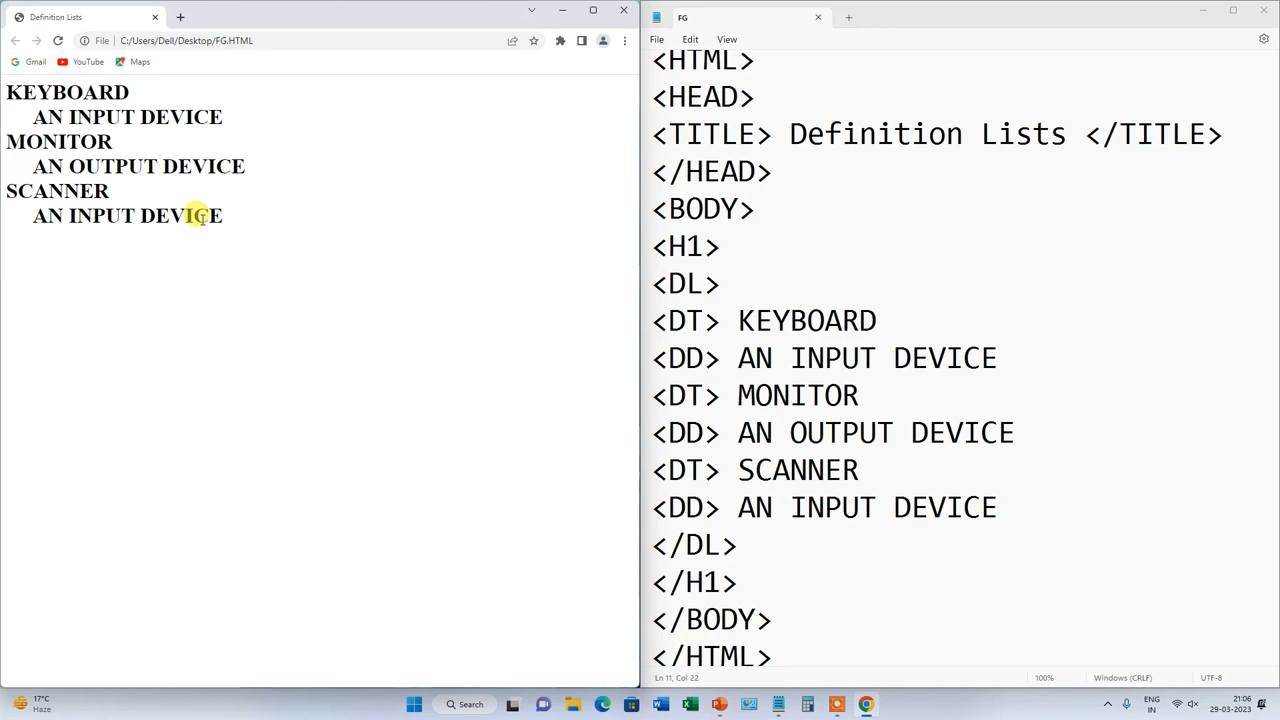 Definition Lists
File C:/Users/Dell/Desktop/FG.HTML
Gmail YouTube Maps
KEYBOARD
AN INPUT DEVICE
MONITOR
AN OUTPUT DEVICE
SCANNER
AN INPUT DEVICE
FG
File Edit View
<HTML>
<HEAD>
<TITLE> Definition Lists </TITLE>
</HEAD>
<BODY>
<H1>
<DL>
<DT> KEYBOARD
<DD> AN INPUT DEVICE
<DT> MONITOR
<DD> AN OUTPUT DEVICE
<DT> SCANNER
<DD> AN INPUT DEVICE
</DL>
</H1>
</BODY>
</HTML>
Ln 11, Col 22 100% Windows (CRLF) UTF-8
17°C
Haze
Search
ENG
IN
21:06
29-03-2023